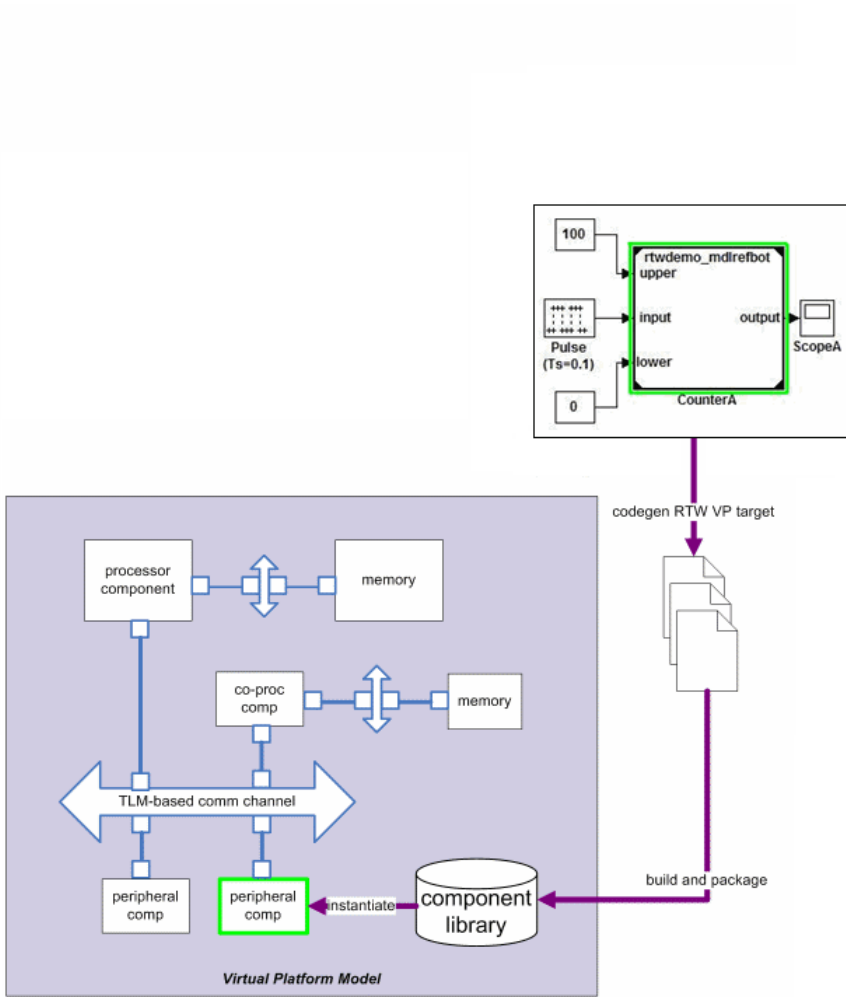 100
rtwdemo_mdlrefbot
upper
input
output
Pulse
(Ts=0.1)
ScopeA
lower
0
CounterA
codegen RTW VP target
processor
component
memory
co-proc
comp
memory
TLM-based comm channel
build and package
peripheral
comp
peripheral
comp
instantiate
component
library
Virtual Platform Model